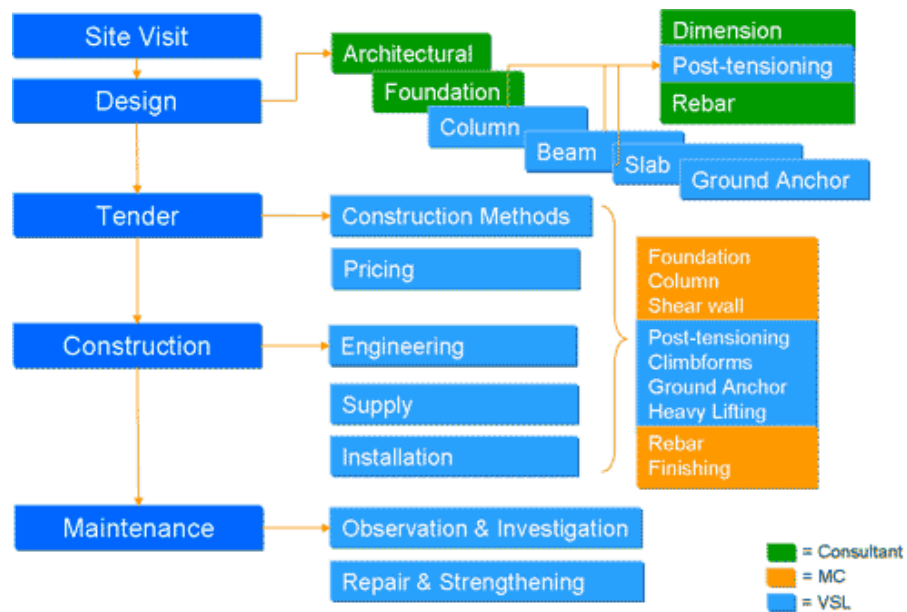 Site Visit
Design
Architectural
Foundation
Column
Beam
Slab
Ground Anchor
Dimension
Post-tensioning
Rebar
Tender
Construction Methods
Pricing
Construction
Engineering
Supply
Installation
Foundation
Column
Shear wall
Post-tensioning
Climbforms
Ground Anchor
Heavy Lifting
Rebar
Finishing
Maintenance
Observation & Investigation
Repair & Strengthening
= Consultant
= MC
= VSL